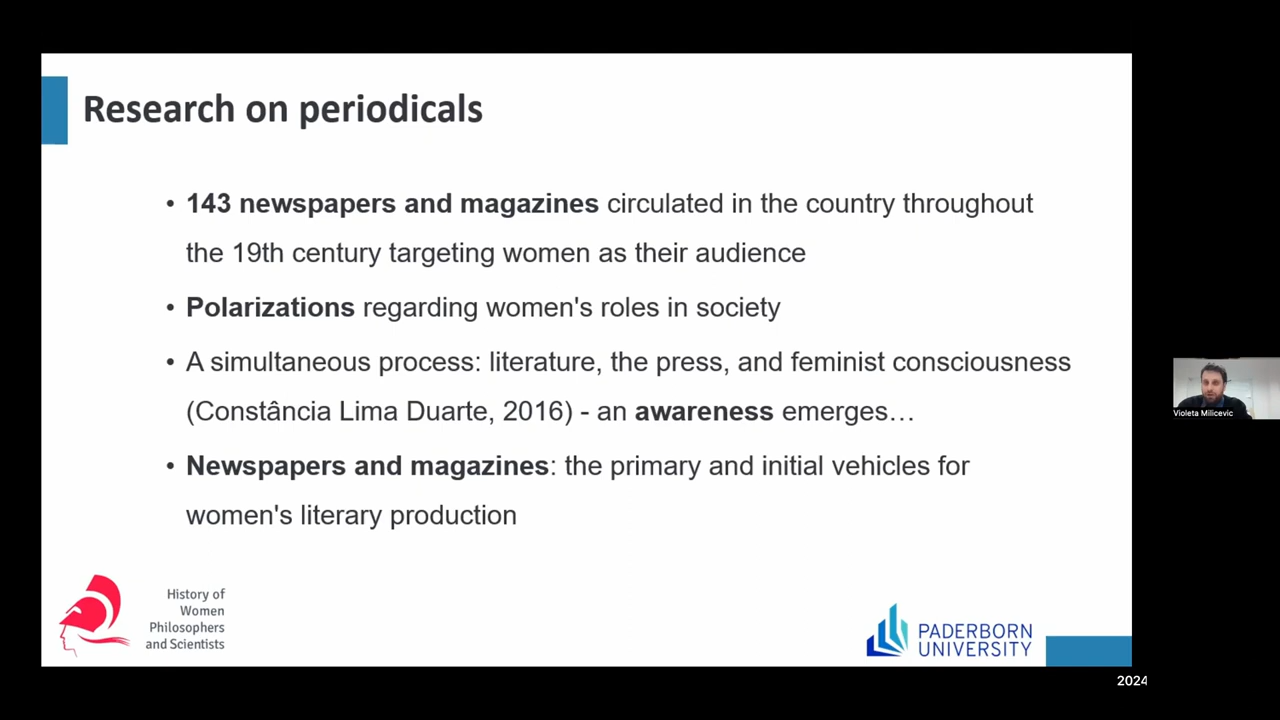 Research on periodicals
• 143 newspapers and magazines circulated in the country throughout
the 19th century targeting women as their audience
• Polarizations regarding women's roles in society
• A simultaneous process: literature, the press, and feminist consciousness
(Constância Lima Duarte, 2016) - an awareness emerges…
• Newspapers and magazines: the primary and initial vehicles for
women's literary production
History of
Women
Philosophers
and Scientists
PADERBORN
UNIVERSITY
Violeta Milicevic
2024